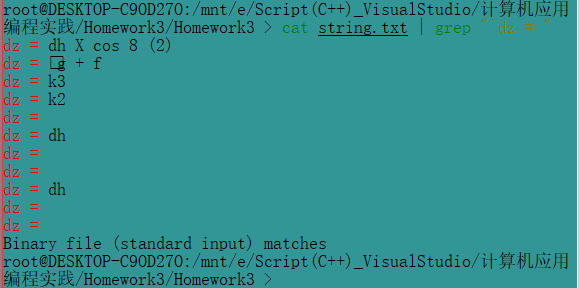 root@DESKTOP-C90D270:/mnt/e/Script(C++)_VisualStudio/计算机应用
编程实践/Homework3/Homework3 > cat string.txt | grep " dz = "
dz = dh X cos 8 (2)
dz = g + f
dz = k3
dz = k2
dz =
dz = dh
dz =
dz =
dz = dh
dz =
dz =
Binary file (standard input) matches
root@DESKTOP-C90D270:/mnt/e/Script(C++)_VisualStudio/计算机应用
编程实践/Homework3/Homework3 >